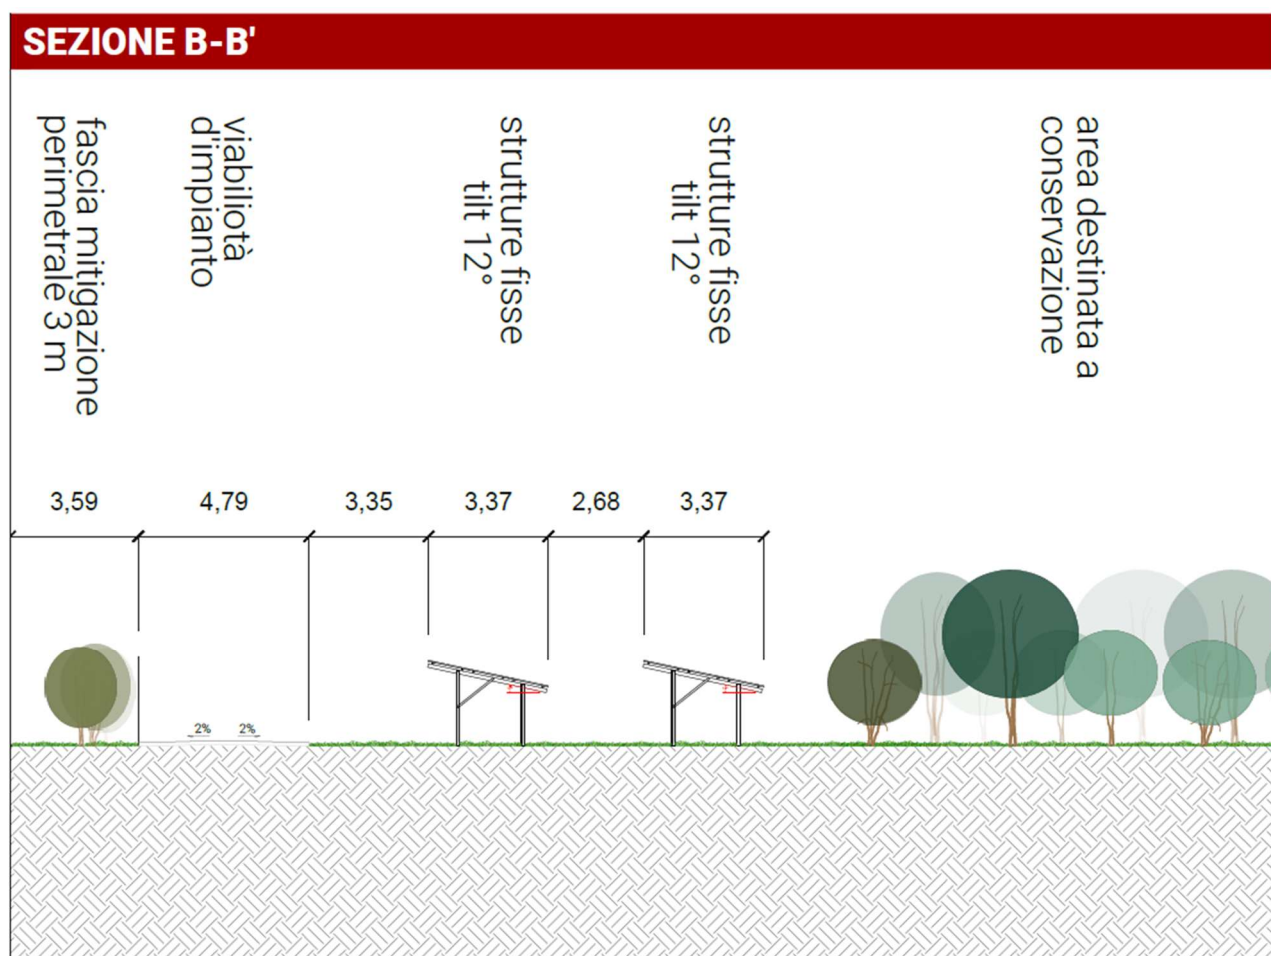 SEZIONE B-B'
fascia mitigazione
perimetrale 3 m
viabiliotà
d'impianto
strutture fisse
tilt 12°
strutture fisse
tilt 12°
area destinata a
conservazione
3,59
4,79
3,35
3,37
2,68
3,37
2%
2%